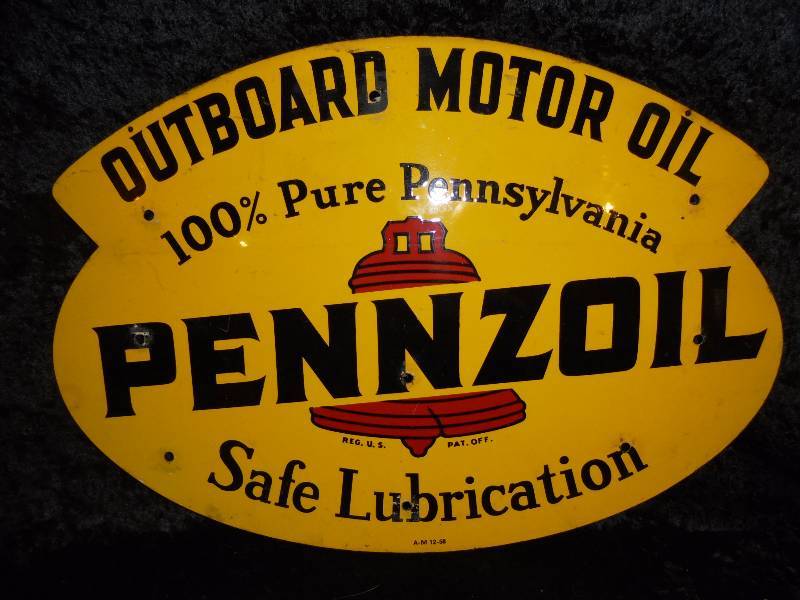 OUTBOARD MOTOR OIL
100% Pure Pennsylvania
PENNZOIL
REG. U.S. PAT. OFF.
Safe Lubrication
A-M 12-58